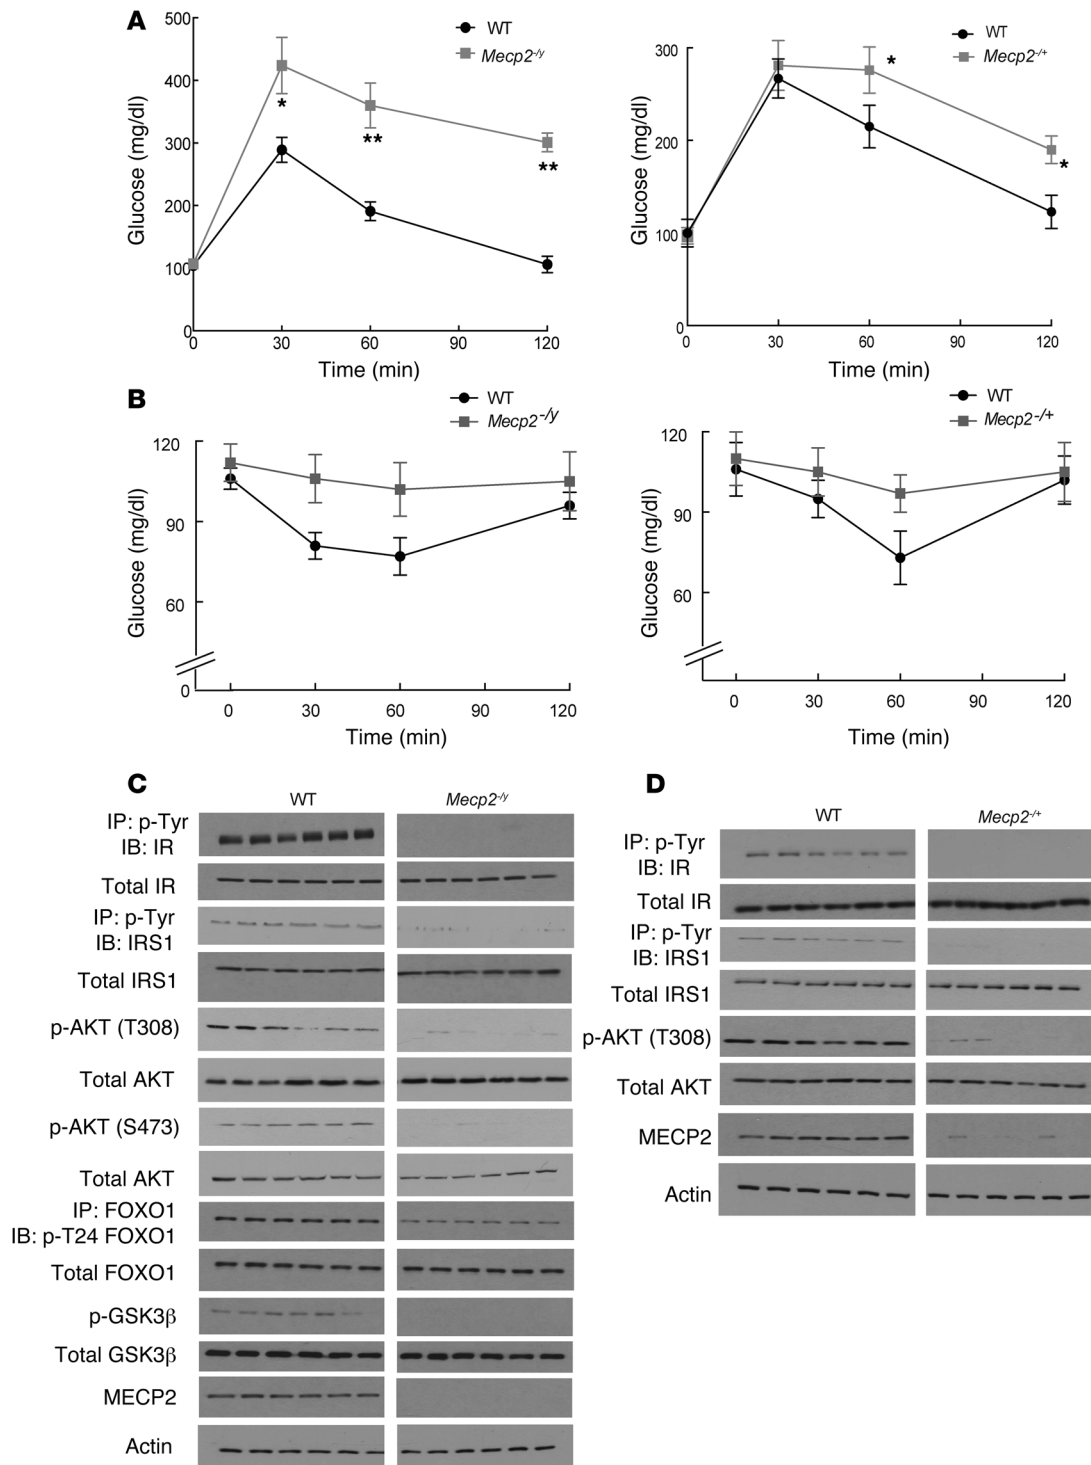 A
WT
Mecp2-/y
Glucose (mg/dl)
500
400
300
200
100
0
*
**
**
0 30 60 90 120
Time (min)
WT
Mecp2-/+
Glucose (mg/dl)
300
200
100
0
*
*
0 30 60 90 120
Time (min)
B
WT
Mecp2-/y
Glucose (mg/dl)
120
90
60
0
0 30 60 90 120
Time (min)
WT
Mecp2-/+
Glucose (mg/dl)
120
90
60
0 30 60 90 120
Time (min)
C
WT Mecp2-/y
IP: p-Tyr
IB: IR
Total IR
IP: p-Tyr
IB: IRS1
Total IRS1
p-AKT (T308)
Total AKT
p-AKT (S473)
Total AKT
IP: FOXO1
IB: p-T24 FOXO1
Total FOXO1
p-GSK3β
Total GSK3β
MECP2
Actin
D
WT Mecp2-/+
IP: p-Tyr
IB: IR
Total IR
IP: p-Tyr
IB: IRS1
Total IRS1
p-AKT (T308)
Total AKT
MECP2
Actin